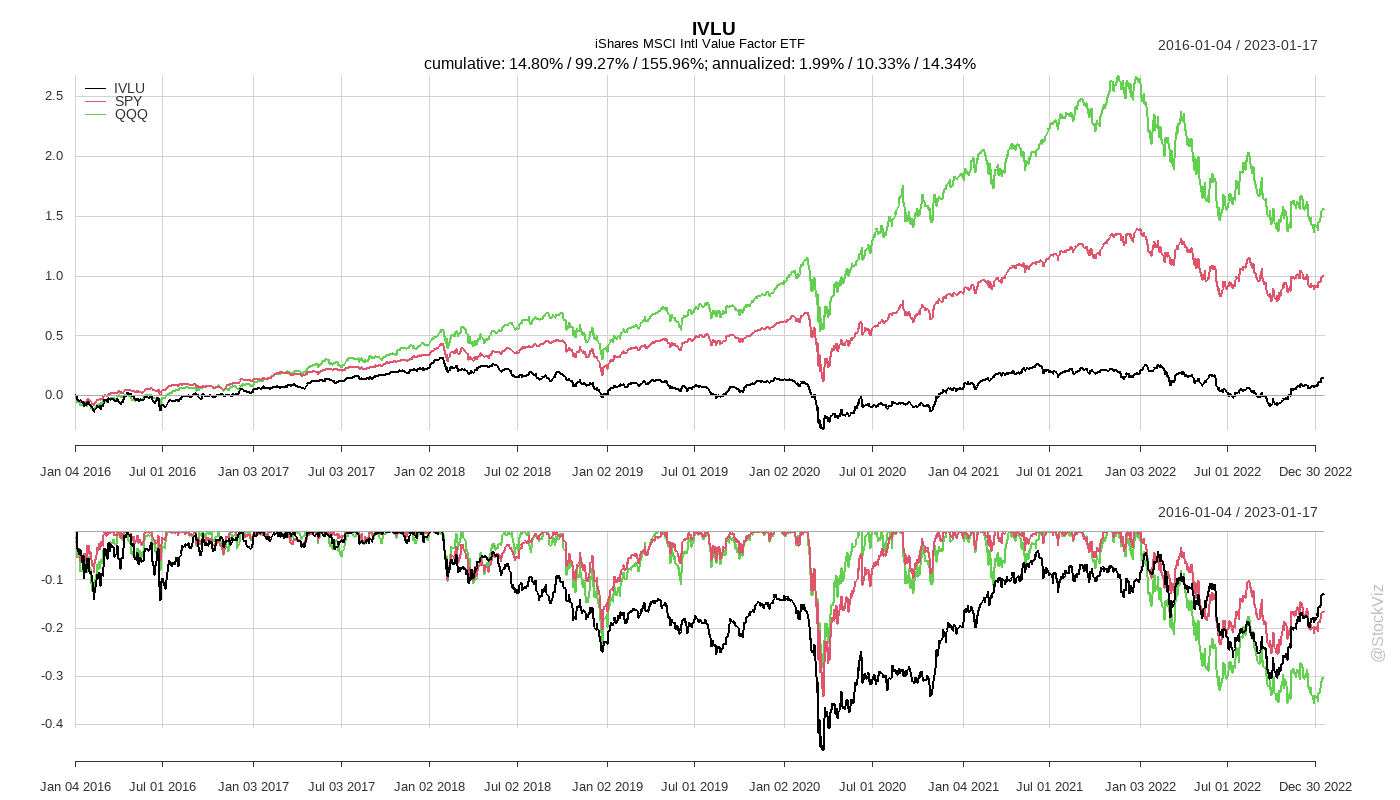 IVLU
iShares MSCI Intl Value Factor ETF
2016-01-04 / 2023-01-17
cumulative: 14.80% / 99.27% / 155.96%; annualized: 1.99% / 10.33% / 14.34%
IVLU
SPY
QQQ
2.5
2.0
1.5
1.0
0.5
0.0
Jan 04 2016 Jul 01 2016 Jan 03 2017 Jul 03 2017 Jan 02 2018 Jul 02 2018 Jan 02 2019 Jul 01 2019 Jan 02 2020 Jul 01 2020 Jan 04 2021 Jul 01 2021 Jan 03 2022 Jul 01 2022 Dec 30 2022
2016-01-04 / 2023-01-17
-0.1
-0.2
-0.3
-0.4
Jan 04 2016 Jul 01 2016 Jan 03 2017 Jul 03 2017 Jan 02 2018 Jul 02 2018 Jan 02 2019 Jul 01 2019 Jan 02 2020 Jul 01 2020 Jan 04 2021 Jul 01 2021 Jan 03 2022 Jul 01 2022 Dec 30 2022
@StockViz